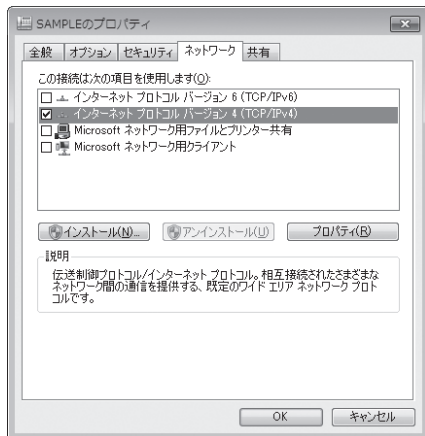 SAMPLEのプロパティ
全般 オプション セキュリティ ネットワーク 共有
この接続は次の項目を使用します(O):
インターネット プロトコル バージョン 6 (TCP/IPv6)
インターネット プロトコル バージョン 4 (TCP/IPv4)
Microsoft ネットワーク用ファイルとプリンター共有
Microsoft ネットワーク用クライアント
インストール(N)... アンインストール(U) プロパティ(R)
説明
伝送制御プロトコル/インターネット プロトコル。相互接続されたさまざまな
ネットワーク間の通信を提供する、既定のワイド エリア ネットワーク プロト
コルです。
OK キャンセル